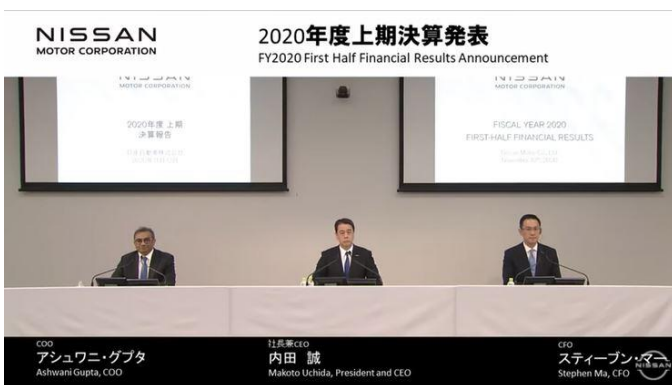 NISSAN
MOTOR CORPORATION
2020年度上期決算発表
FY2020 First Half Financial Results Announcement
NISSAN
MOTOR CORPORATION
2020年度 上期
決算報告
NISSAN
MOTOR CORPORATION
FISCAL YEAR 2020
FIRST-HALF FINANCIAL RESULTS
COO
アシュワニ・グプタ
Ashwani Gupta, COO
社長兼CEO
内田 誠
Makoto Uchida, President and CEO
CFO
スティーブン・マー
Stephen Ma, CFO
NISSAN